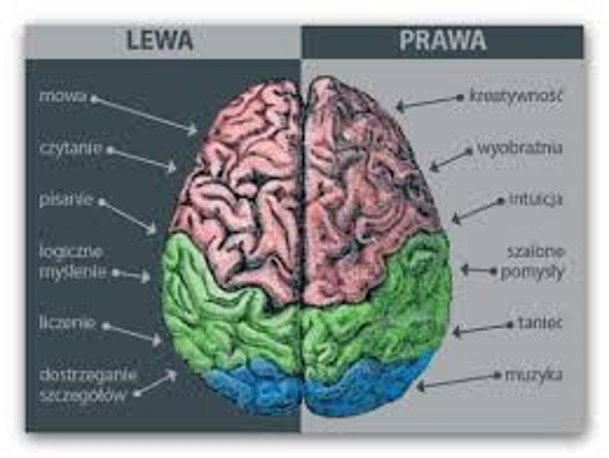 LEWA
PRAWA
mowa
czytanie
pisanie
logiczne
myślenie
liczenie
dostrzeganie
szczegółów
kreatywność
wyobraźnia
intuicja
szalone
pomysły
taniec
muzyka